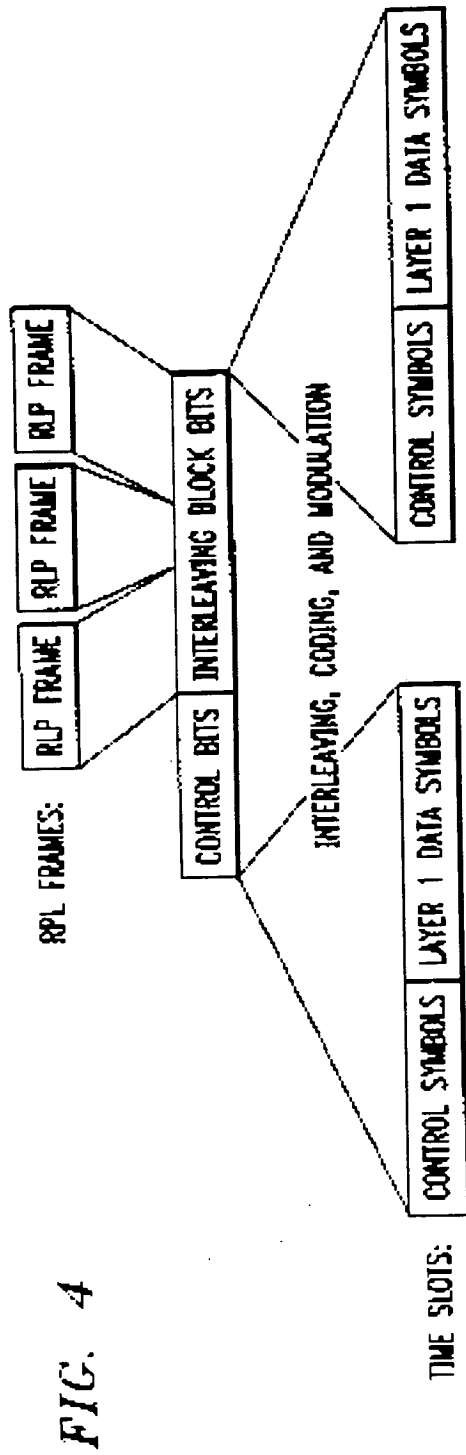 FIG. 4
RPL FRAMES: RLP FRAME RLP FRAME RLP FRAME
CONTROL BITS INTERLEAVING BLOCK BITS
INTERLEAVING, CODING, AND MODULATION
TIME SLOTS: CONTROL SYMBOLS LAYER 1 DATA SYMBOLS CONTROL SYMBOLS LAYER 1 DATA SYMBOLS